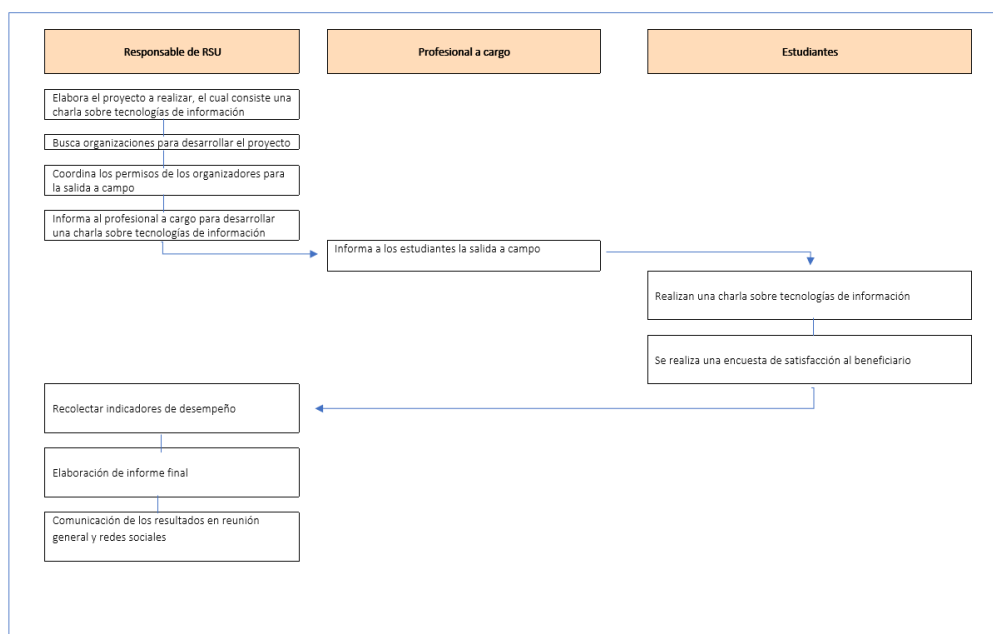 Responsable de RSU
Profesional a cargo
Estudiantes
Elabora el proyecto a realizar, el cual consiste una
charla sobre tecnologías de información
Busca organizaciones para desarrollar el proyecto
Coordina los permisos de los organizadores para
la salida a campo
Informa al profesional a cargo para desarrollar
una charla sobre tecnologías de información
Informa a los estudiantes la salida a campo
Realizan una charla sobre tecnologías de información
Se realiza una encuesta de satisfacción al beneficiario
Recolectar indicadores de desempeño
Elaboración de informe final
Comunicación de los resultados en reunión
general y redes sociales